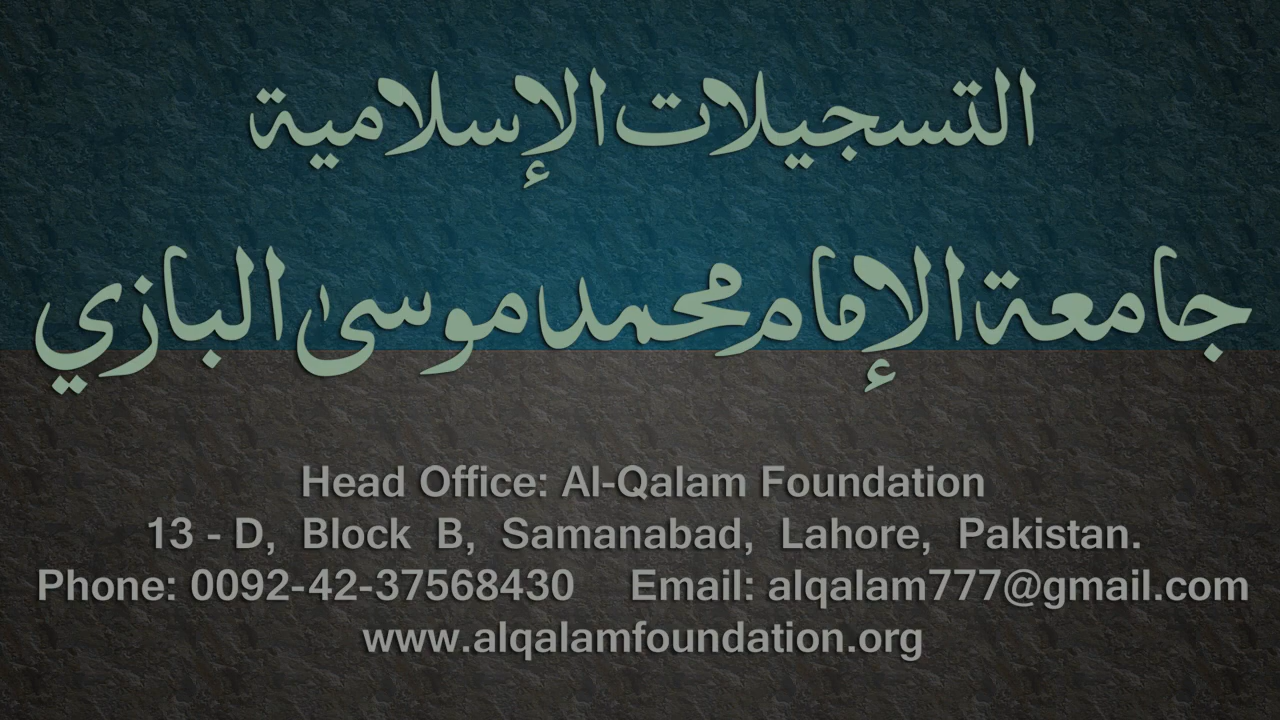 التسجيلات الإسلامية
جامعة الإمام محمد موسىٰ البازي
Head Office: Al-Qalam Foundation
13 - D, Block B, Samanabad, Lahore, Pakistan.
Phone: 0092-42-37568430 Email: alqalam777@gmail.com
www.alqalamfoundation.org